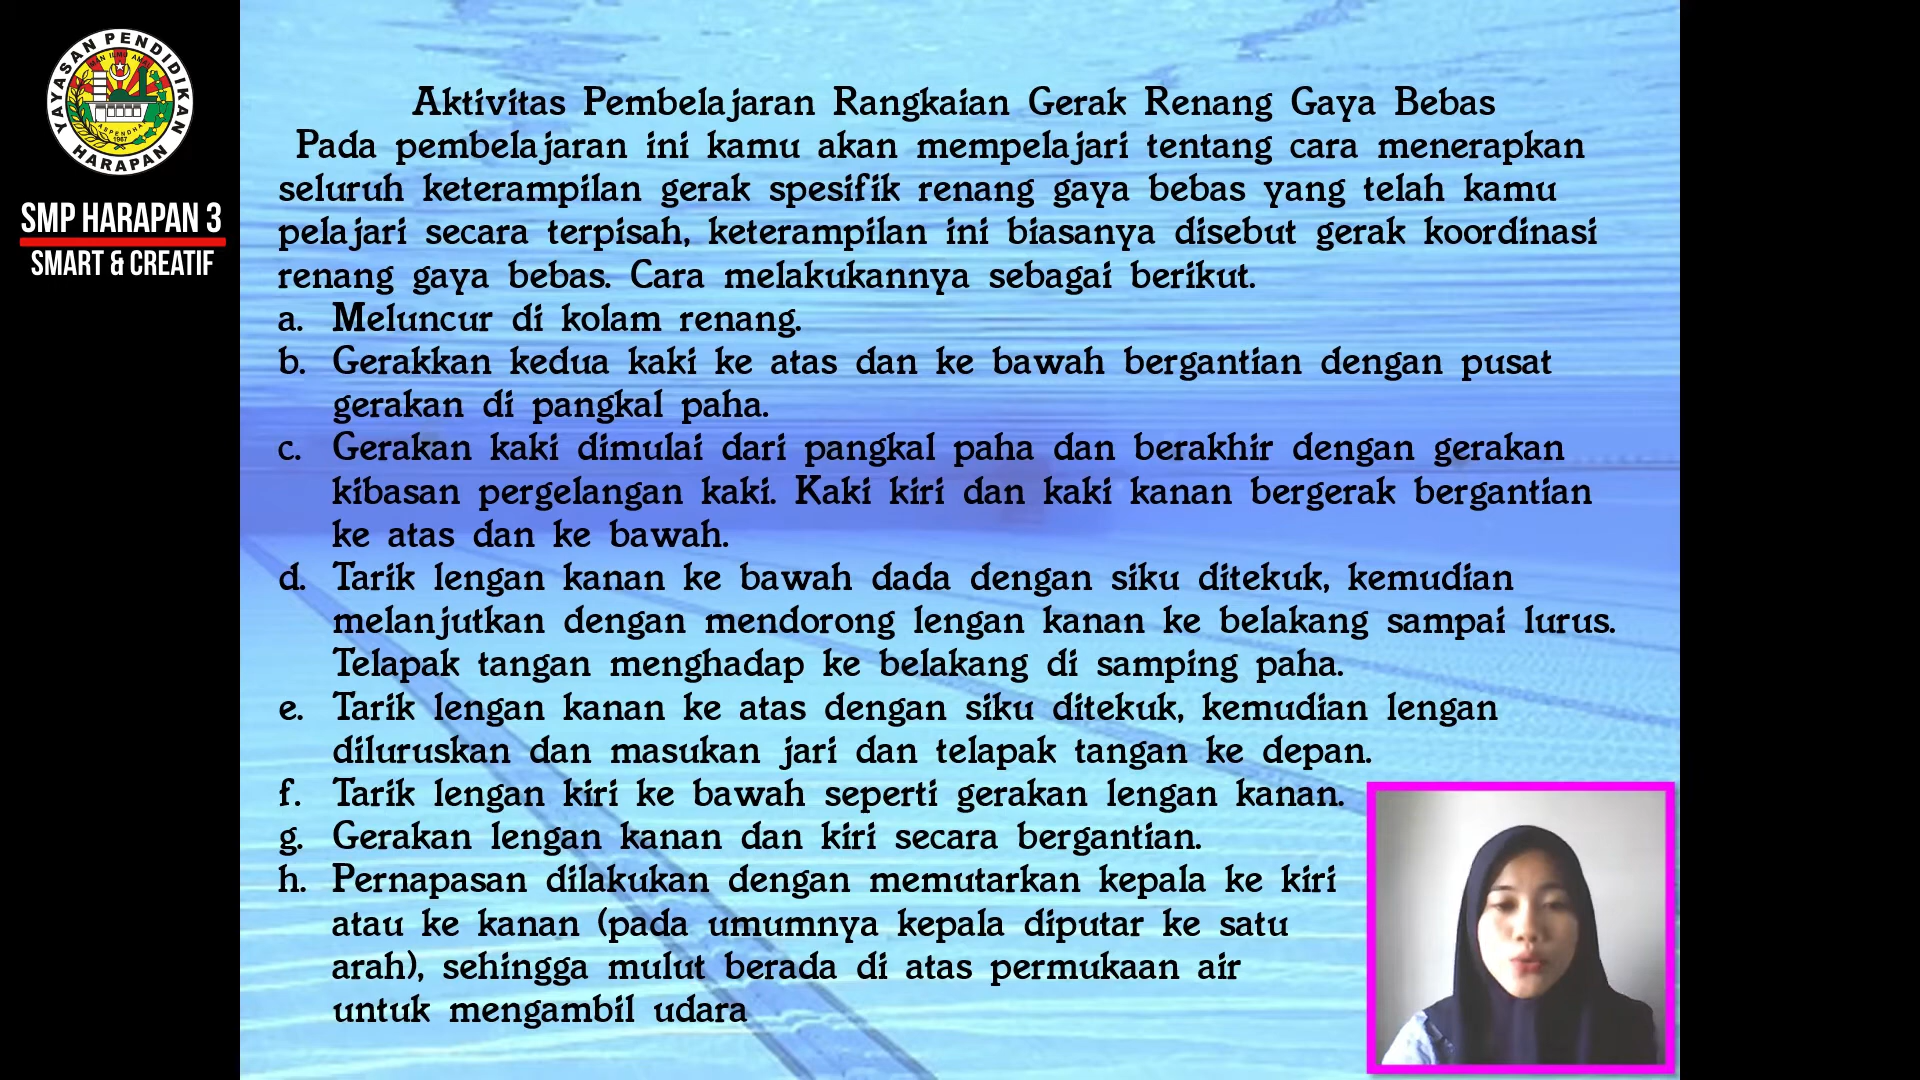 YAYASAN PENDIDIKAN
HARAPAN
1967
SMP HARAPAN 3
SMART & CREATIF
Aktivitas Pembelajaran Rangkaian Gerak Renang Gaya Bebas
Pada pembelajaran ini kamu akan mempelajari tentang cara menerapkan
seluruh keterampilan gerak spesifik renang gaya bebas yang telah kamu
pelajari secara terpisah, keterampilan ini biasanya disebut gerak koordinasi
renang gaya bebas. Cara melakukannya sebagai berikut.
a. Meluncur di kolam renang.
b. Gerakkan kedua kaki ke atas dan ke bawah bergantian dengan pusat
gerakan di pangkal paha.
c. Gerakan kaki dimulai dari pangkal paha dan berakhir dengan gerakan
kibasan pergelangan kaki. Kaki kiri dan kaki kanan bergerak bergantian
ke atas dan ke bawah.
d. Tarik lengan kanan ke bawah dada dengan siku ditekuk, kemudian
melanjutkan dengan mendorong lengan kanan ke belakang sampai lurus.
Telapak tangan menghadap ke belakang di samping paha.
e. Tarik lengan kanan ke atas dengan siku ditekuk, kemudian lengan
diluruskan dan masukan jari dan telapak tangan ke depan.
f. Tarik lengan kiri ke bawah seperti gerakan lengan kanan.
g. Gerakan lengan kanan dan kiri secara bergantian.
h. Pernapasan dilakukan dengan memutarkan kepala ke kiri
atau ke kanan (pada umumnya kepala diputar ke satu
arah), sehingga mulut berada di atas permukaan air
untuk mengambil udara